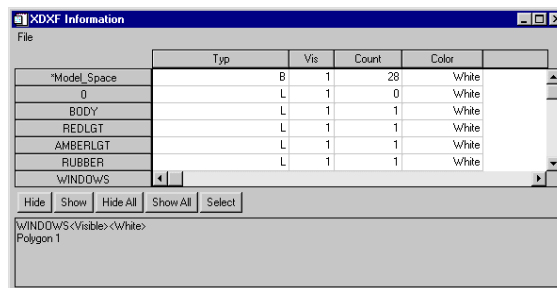 XDXF Information
File
Typ Vis Count Color
*Model_Space B 1 28 White
0 L 1 0 White
BODY L 1 1 White
REDLGT L 1 1 White
AMBERLGT L 1 1 White
RUBBER L 1 1 White
WINDOWS
Hide Show Hide All Show All Select
WINDOWS<Visible><White>
Polygon 1